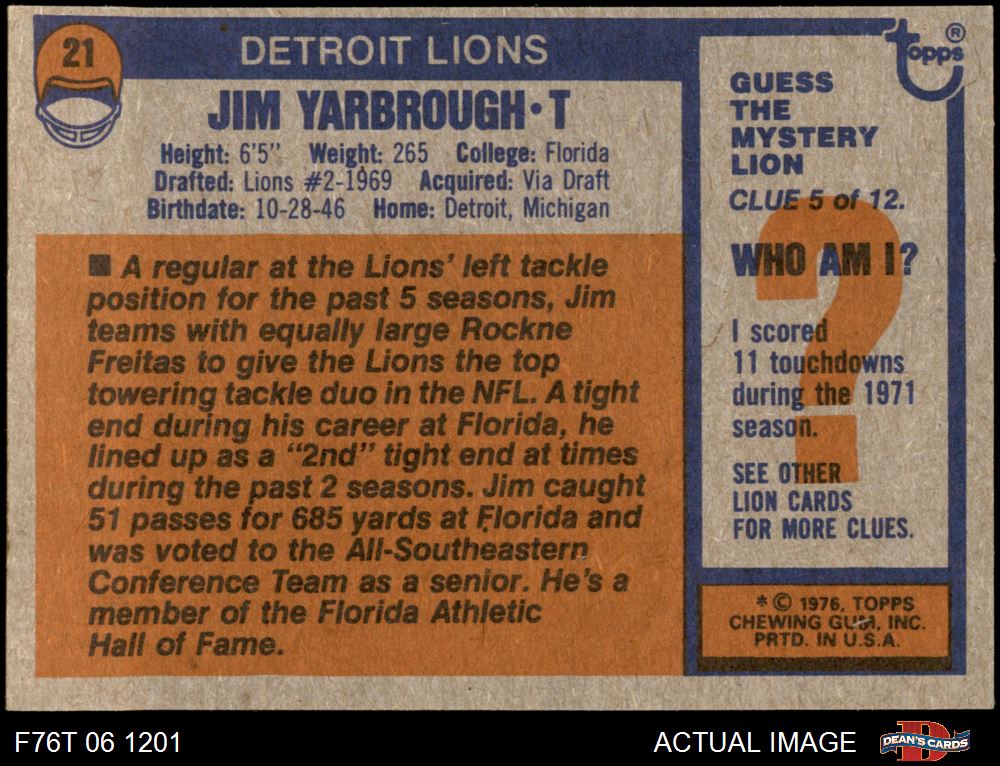 21
DETROIT LIONS
JIM YARBROUGH • T
Height: 6'5" Weight: 265 College: Florida
Drafted: Lions #2-1969 Acquired: Via Draft
Birthdate: 10-28-46 Home: Detroit, Michigan
■ A regular at the Lions' left tackle
position for the past 5 seasons, Jim
teams with equally large Rockne
Freitas to give the Lions the top
towering tackle duo in the NFL. A tight
end during his career at Florida, he
lined up as a "2nd" tight end at times
during the past 2 seasons. Jim caught
51 passes for 685 yards at Florida and
was voted to the All-Southeastern
Conference Team as a senior. He's a
member of the Florida Athletic
Hall of Fame.
topps®
GUESS
THE
MYSTERY
LION
CLUE 5 of 12.
?
WHO AM I?
I scored
11 touchdowns
during the 1971
season.
SEE OTHER
LION CARDS
FOR MORE CLUES.
* © 1976, TOPPS
CHEWING GUM, INC.
PRTD. IN U.S.A.
F76T 06 1201
ACTUAL IMAGE
D
DEAN'S CARDS